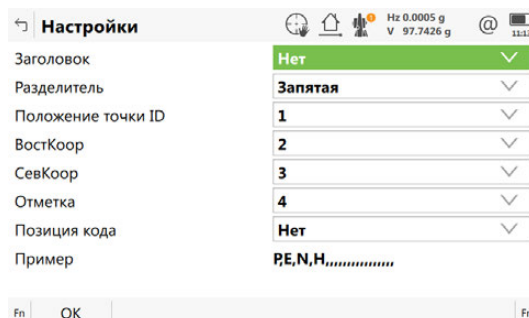 Настройки
Hz 0.0005 g
V 97.7426 g
@
Заголовок Нет
Разделитель Запятая
Положение точки ID 1
ВостКоор 2
СевКоор 3
Отметка 4
Позиция кода Нет
Пример P,E,N,H,,,,,,,,,,,,,,,,
Fn OK